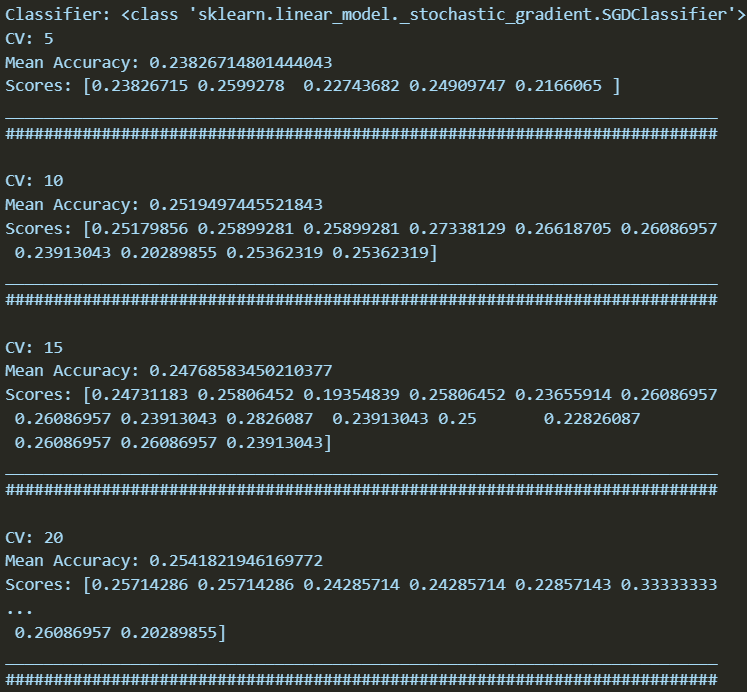 Classifier: <class 'sklearn.linear_model._stochastic_gradient.SGDClassifier'>
CV: 5
Mean Accuracy: 0.23826714801444043
Scores: [0.23826715 0.2599278  0.22743682 0.24909747 0.2166065 ]
__________________________________________________________________________
##########################################################################

CV: 10
Mean Accuracy: 0.2519497445521843
Scores: [0.25179856 0.25899281 0.25899281 0.27338129 0.26618705 0.26086957
 0.23913043 0.20289855 0.25362319 0.25362319]
__________________________________________________________________________
##########################################################################

CV: 15
Mean Accuracy: 0.24768583450210377
Scores: [0.24731183 0.25806452 0.19354839 0.25806452 0.23655914 0.26086957
 0.26086957 0.23913043 0.2826087  0.23913043 0.25       0.22826087
 0.26086957 0.26086957 0.23913043]
__________________________________________________________________________
##########################################################################

CV: 20
Mean Accuracy: 0.2541821946169772
Scores: [0.25714286 0.25714286 0.24285714 0.24285714 0.22857143 0.33333333
...
 0.26086957 0.20289855]
__________________________________________________________________________
##########################################################################